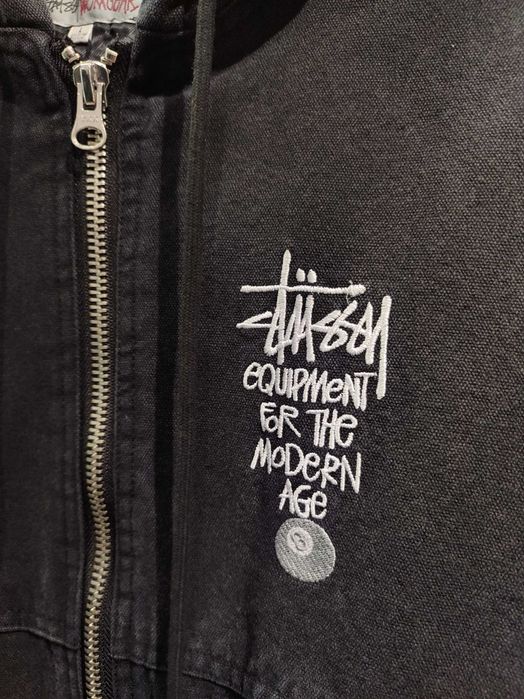 Stüssy
EQUIPMENT
FOR THE
MODERN
AGE
8